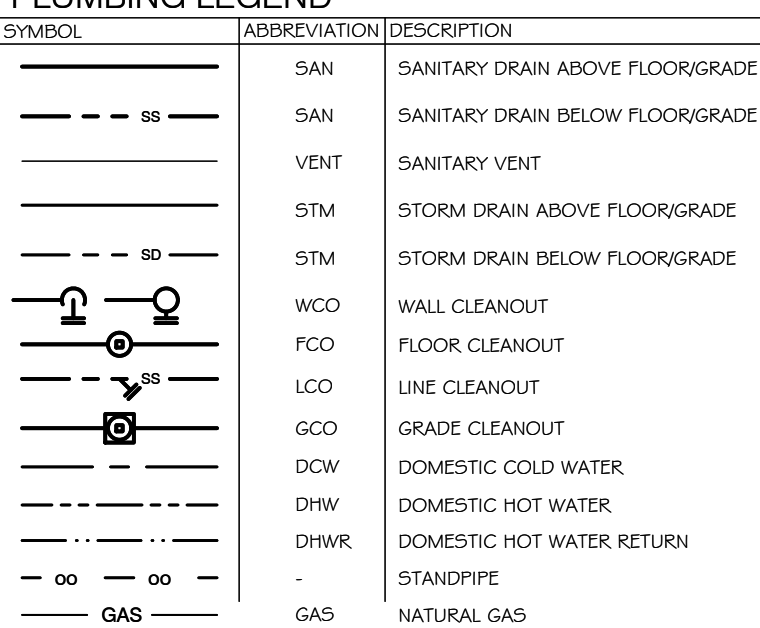 PLUMBING LEGEND
SYMBOL ABBREVIATION DESCRIPTION
SAN SANITARY DRAIN ABOVE FLOOR/GRADE
SS SAN SANITARY DRAIN BELOW FLOOR/GRADE
VENT SANITARY VENT
STM STORM DRAIN ABOVE FLOOR/GRADE
SD STM STORM DRAIN BELOW FLOOR/GRADE
WCO WALL CLEANOUT
FCO FLOOR CLEANOUT
SS LCO LINE CLEANOUT
GCO GRADE CLEANOUT
DCW DOMESTIC COLD WATER
DHW DOMESTIC HOT WATER
DHWR DOMESTIC HOT WATER RETURN
OO OO - STANDPIPE
GAS GAS NATURAL GAS